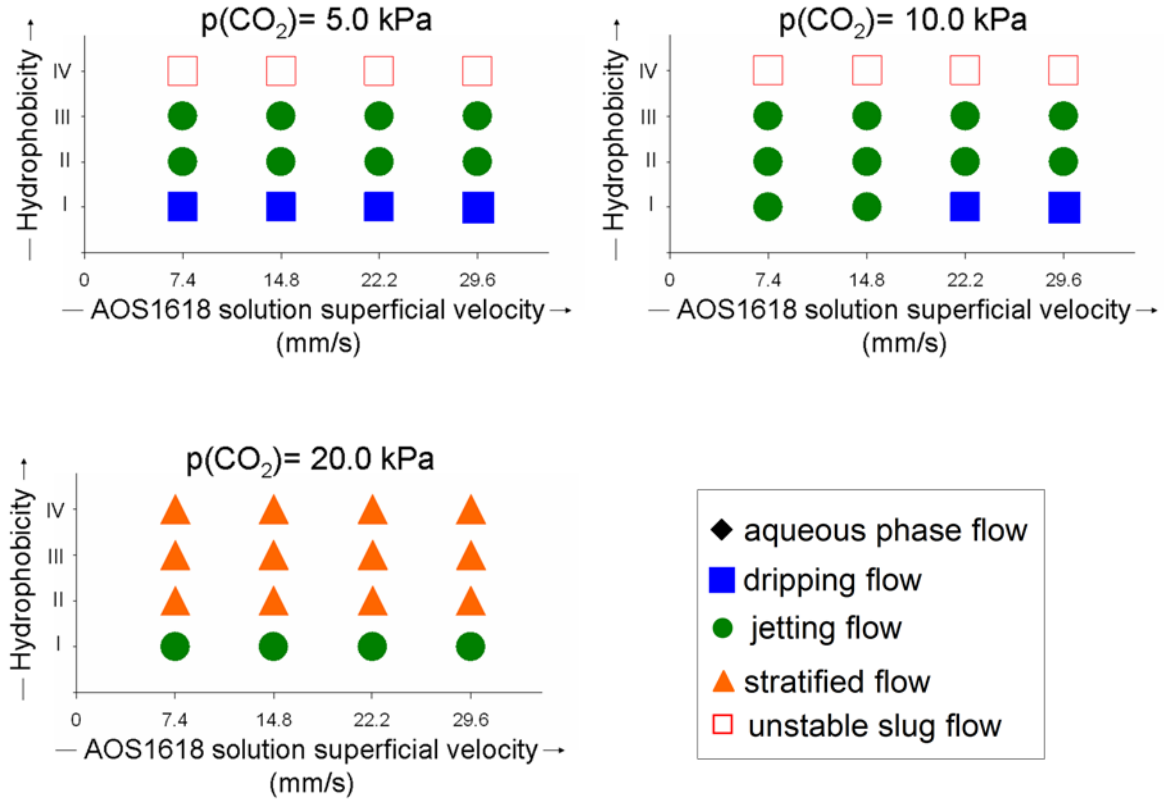 p(CO₂)= 5.0 kPa
— Hydrophobicity →
IV
III
II
I
0 7.4 14.8 22.2 29.6
— AOS1618 solution superficial velocity →
(mm/s)
p(CO₂)= 10.0 kPa
— Hydrophobicity →
IV
III
II
I
0 7.4 14.8 22.2 29.6
— AOS1618 solution superficial velocity →
(mm/s)
p(CO₂)= 20.0 kPa
— Hydrophobicity →
IV
III
II
I
0 7.4 14.8 22.2 29.6
— AOS1618 solution superficial velocity →
(mm/s)
aqueous phase flow
dripping flow
jetting flow
stratified flow
unstable slug flow